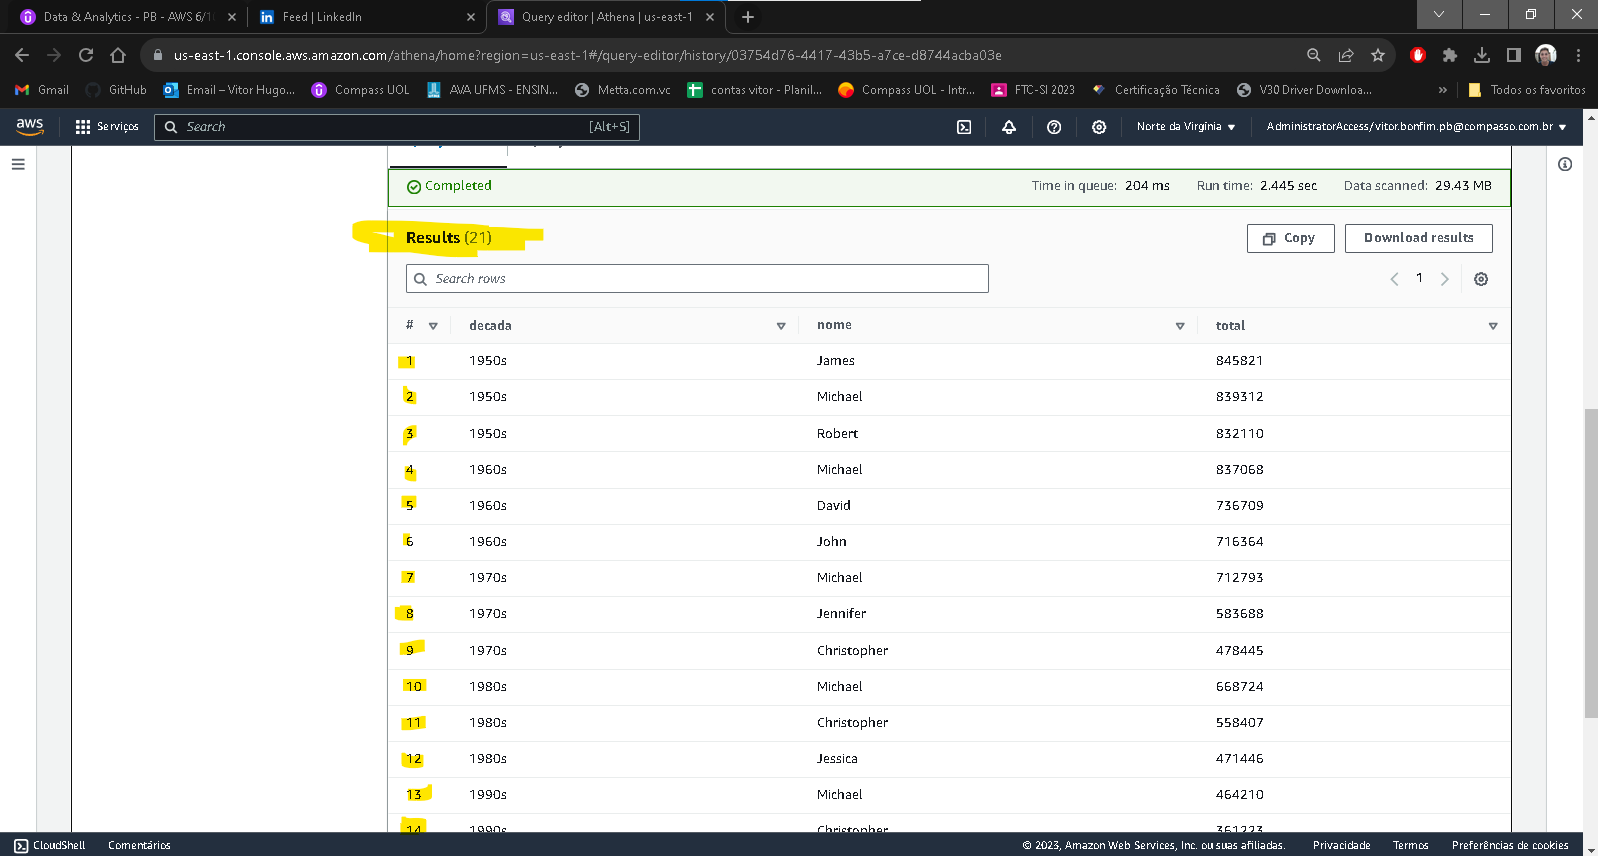 Data & Analytics - PB - AWS 6/1
Feed | LinkedIn
Query editor | Athena | us-east-1
us-east-1.console.aws.amazon.com/athena/home?region=us-east-1#/query-editor/history/03754d76-4417-43b5-a7ce-d8744acba03e
Gmail GitHub Email – Vitor Hugo... Compass UOL AVA UFMS - ENSIN... Metta.com.vc contas vitor - Planil... Compass UOL - Intr... FTC-SI 2023 Certificação Técnica V30 Driver Downloa... » Todos os favoritos
aws Serviços Search [Alt+S] Norte da Virgínia AdministratorAccess/vitor.bonfim.pb@compasso.com.br
Completed Time in queue: 204 ms Run time: 2.445 sec Data scanned: 29.43 MB
Results (21) Copy Download results
Search rows 1
# decada nome total
1 1950s James 845821
2 1950s Michael 839312
3 1950s Robert 832110
4 1960s Michael 837068
5 1960s David 736709
6 1960s John 716364
7 1970s Michael 712793
8 1970s Jennifer 583688
9 1970s Christopher 478445
10 1980s Michael 668724
11 1980s Christopher 558407
12 1980s Jessica 471446
13 1990s Michael 464210
14 1990s Christopher 361223
CloudShell Comentários © 2023, Amazon Web Services, Inc. ou suas afiliadas. Privacidade Termos Preferências de cookies